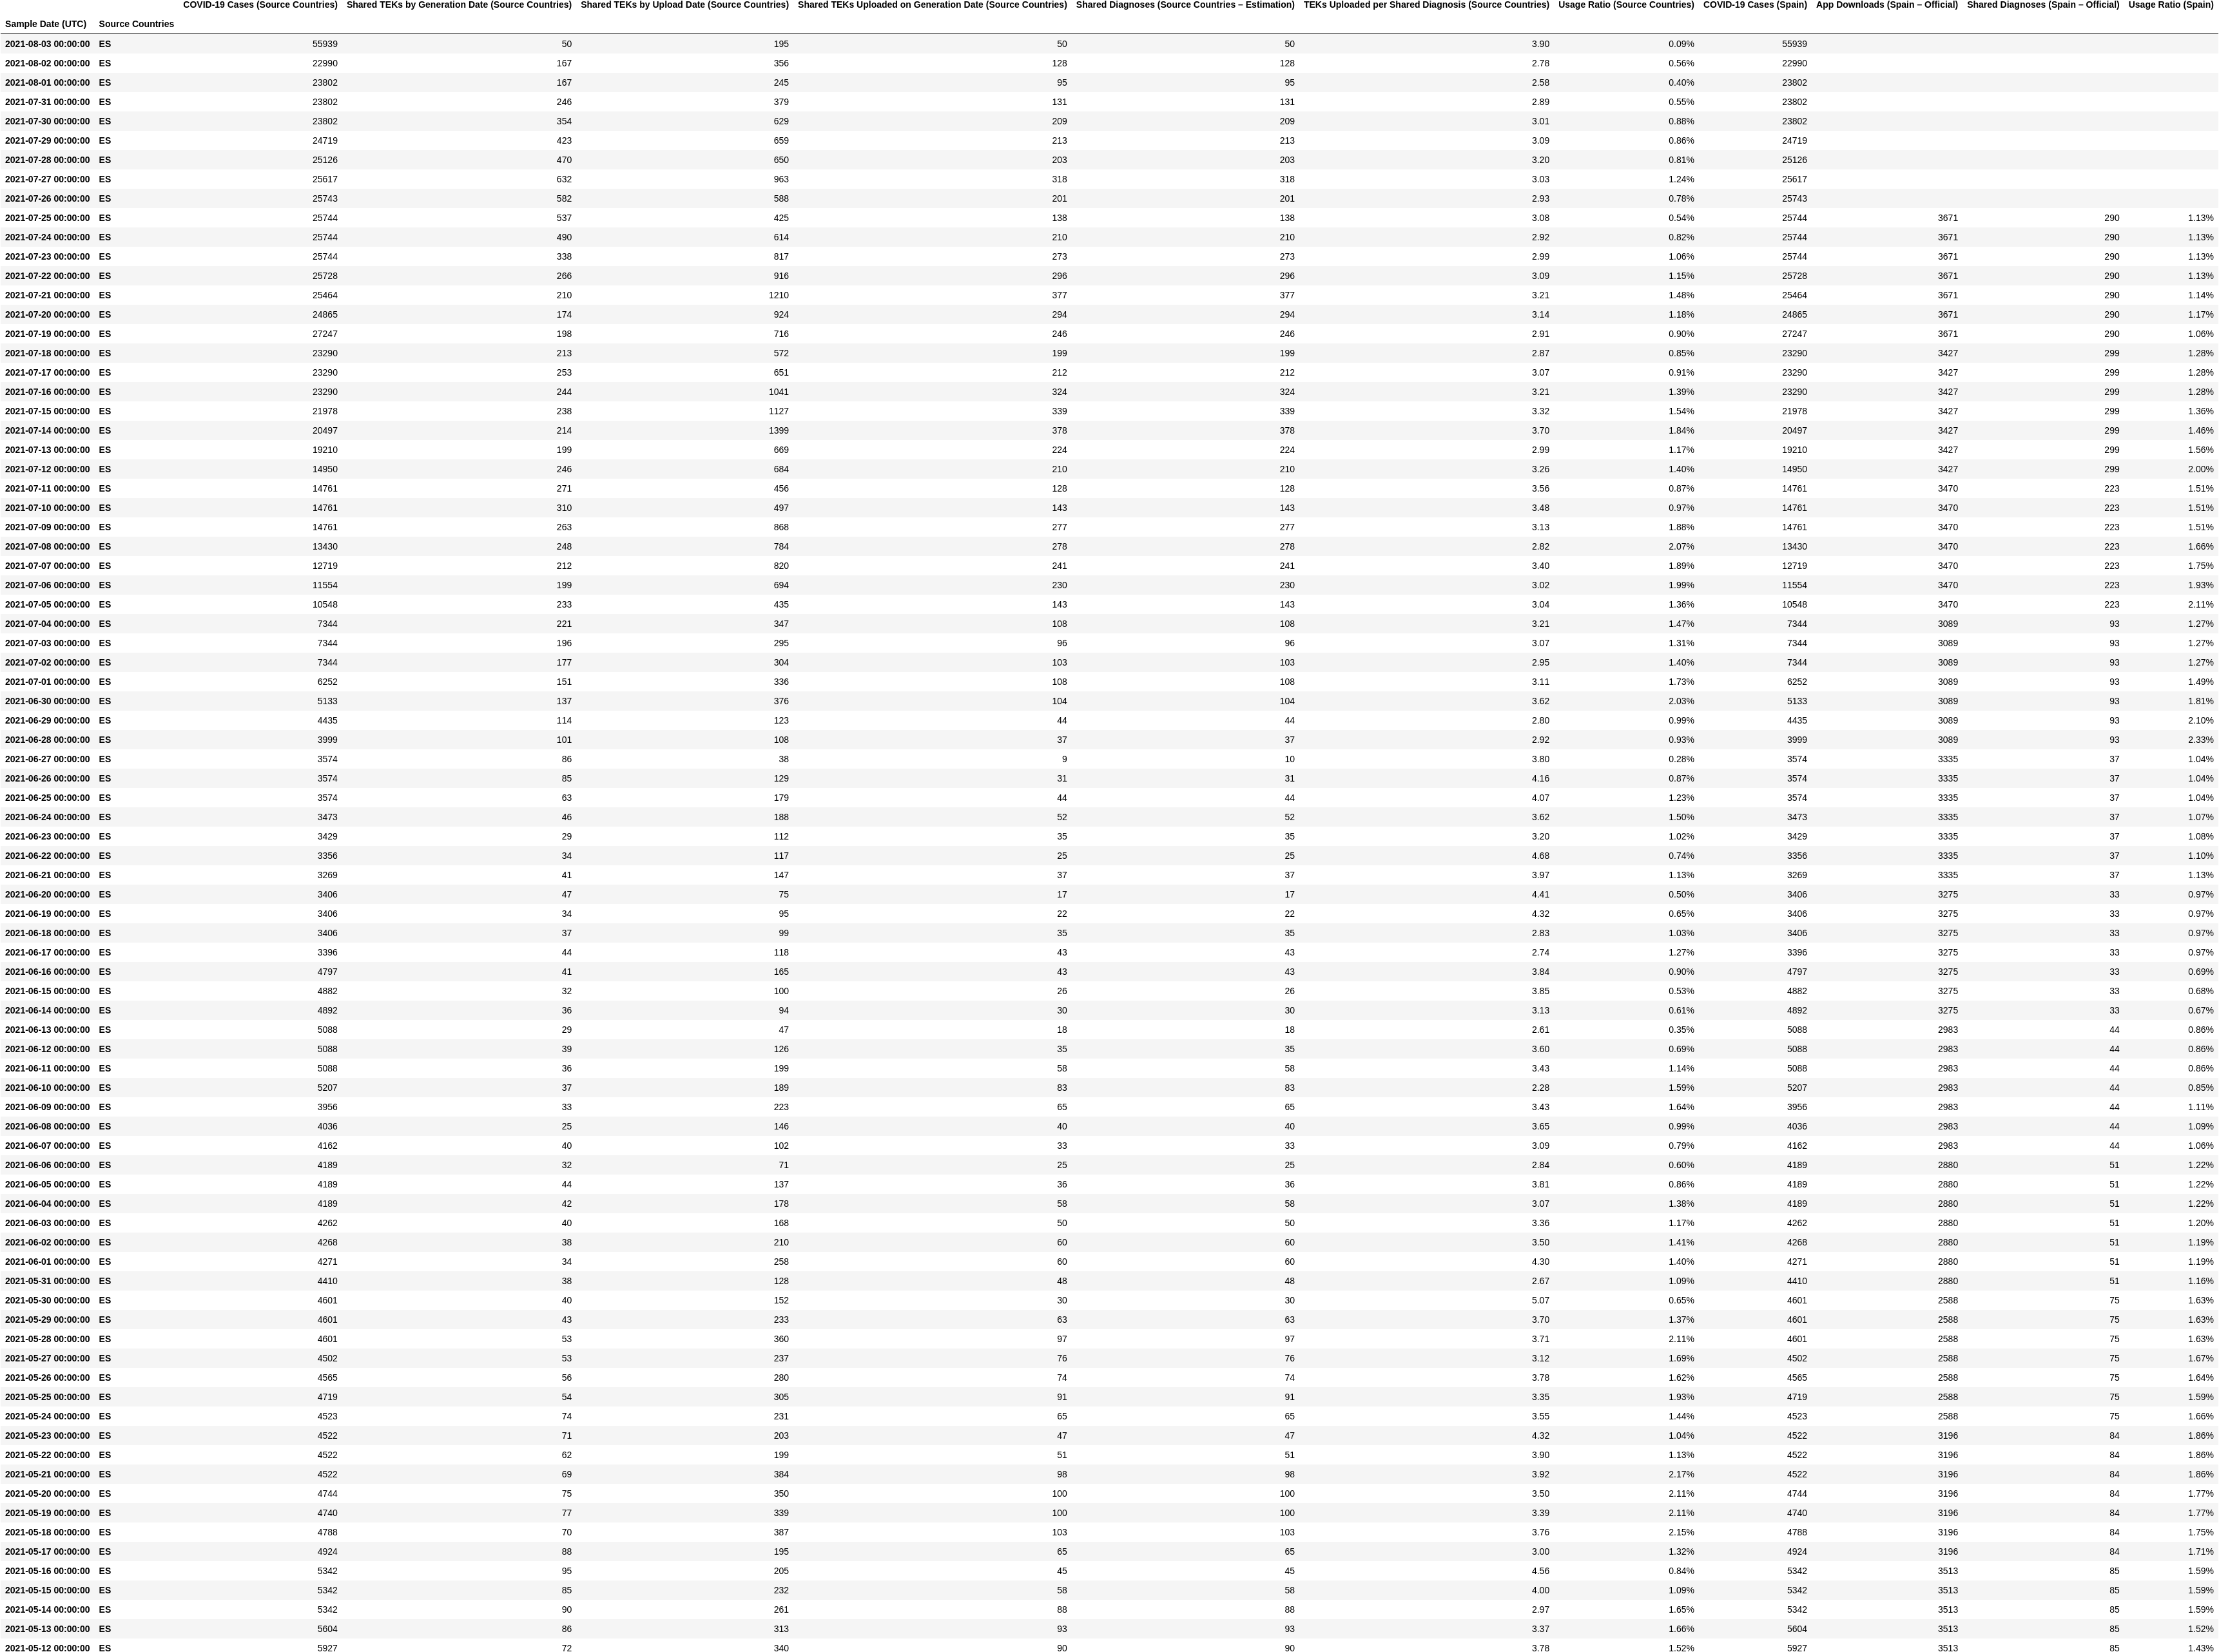 COVID-19 Cases (Source Countries) Shared TEKs by Generation Date (Source Countries) Shared TEKs by Upload Date (Source Countries) Shared TEKs Uploaded on Generation Date (Source Countries) Shared Diagnoses (Source Countries – Estimation) TEKs Uploaded per Shared Diagnosis (Source Countries) Usage Ratio (Source Countries) COVID-19 Cases (Spain) App Downloads (Spain – Official) Shared Diagnoses (Spain – Official) Usage Ratio (Spain)
Sample Date (UTC) Source Countries
2021-08-03 00:00:00 ES 55939 50 195 50 50 3.90 0.09% 55939
2021-08-02 00:00:00 ES 22990 167 356 128 128 2.78 0.56% 22990
2021-08-01 00:00:00 ES 23802 167 245 95 95 2.58 0.40% 23802
2021-07-31 00:00:00 ES 23802 246 379 131 131 2.89 0.55% 23802
2021-07-30 00:00:00 ES 23802 354 629 209 209 3.01 0.88% 23802
2021-07-29 00:00:00 ES 24719 423 659 213 213 3.09 0.86% 24719
2021-07-28 00:00:00 ES 25126 470 650 203 203 3.20 0.81% 25126
2021-07-27 00:00:00 ES 25617 632 963 318 318 3.03 1.24% 25617
2021-07-26 00:00:00 ES 25743 582 588 201 201 2.93 0.78% 25743
2021-07-25 00:00:00 ES 25744 537 425 138 138 3.08 0.54% 25744 3671 290 1.13%
2021-07-24 00:00:00 ES 25744 490 614 210 210 2.92 0.82% 25744 3671 290 1.13%
2021-07-23 00:00:00 ES 25744 338 817 273 273 2.99 1.06% 25744 3671 290 1.13%
2021-07-22 00:00:00 ES 25728 266 916 296 296 3.09 1.15% 25728 3671 290 1.13%
2021-07-21 00:00:00 ES 25464 210 1210 377 377 3.21 1.48% 25464 3671 290 1.14%
2021-07-20 00:00:00 ES 24865 174 924 294 294 3.14 1.18% 24865 3671 290 1.17%
2021-07-19 00:00:00 ES 27247 198 716 246 246 2.91 0.90% 27247 3671 290 1.06%
2021-07-18 00:00:00 ES 23290 213 572 199 199 2.87 0.85% 23290 3427 299 1.28%
2021-07-17 00:00:00 ES 23290 253 651 212 212 3.07 0.91% 23290 3427 299 1.28%
2021-07-16 00:00:00 ES 23290 244 1041 324 324 3.21 1.39% 23290 3427 299 1.28%
2021-07-15 00:00:00 ES 21978 238 1127 339 339 3.32 1.54% 21978 3427 299 1.36%
2021-07-14 00:00:00 ES 20497 214 1399 378 378 3.70 1.84% 20497 3427 299 1.46%
2021-07-13 00:00:00 ES 19210 199 669 224 224 2.99 1.17% 19210 3427 299 1.56%
2021-07-12 00:00:00 ES 14950 246 684 210 210 3.26 1.40% 14950 3427 299 2.00%
2021-07-11 00:00:00 ES 14761 271 456 128 128 3.56 0.87% 14761 3470 223 1.51%
2021-07-10 00:00:00 ES 14761 310 497 143 143 3.48 0.97% 14761 3470 223 1.51%
2021-07-09 00:00:00 ES 14761 263 868 277 277 3.13 1.88% 14761 3470 223 1.51%
2021-07-08 00:00:00 ES 13430 248 784 278 278 2.82 2.07% 13430 3470 223 1.66%
2021-07-07 00:00:00 ES 12719 212 820 241 241 3.40 1.89% 12719 3470 223 1.75%
2021-07-06 00:00:00 ES 11554 199 694 230 230 3.02 1.99% 11554 3470 223 1.93%
2021-07-05 00:00:00 ES 10548 233 435 143 143 3.04 1.36% 10548 3470 223 2.11%
2021-07-04 00:00:00 ES 7344 221 347 108 108 3.21 1.47% 7344 3089 93 1.27%
2021-07-03 00:00:00 ES 7344 196 295 96 96 3.07 1.31% 7344 3089 93 1.27%
2021-07-02 00:00:00 ES 7344 177 304 103 103 2.95 1.40% 7344 3089 93 1.27%
2021-07-01 00:00:00 ES 6252 151 336 108 108 3.11 1.73% 6252 3089 93 1.49%
2021-06-30 00:00:00 ES 5133 137 376 104 104 3.62 2.03% 5133 3089 93 1.81%
2021-06-29 00:00:00 ES 4435 114 123 44 44 2.80 0.99% 4435 3089 93 2.10%
2021-06-28 00:00:00 ES 3999 101 108 37 37 2.92 0.93% 3999 3089 93 2.33%
2021-06-27 00:00:00 ES 3574 86 38 9 10 3.80 0.28% 3574 3335 37 1.04%
2021-06-26 00:00:00 ES 3574 85 129 31 31 4.16 0.87% 3574 3335 37 1.04%
2021-06-25 00:00:00 ES 3574 63 179 44 44 4.07 1.23% 3574 3335 37 1.04%
2021-06-24 00:00:00 ES 3473 46 188 52 52 3.62 1.50% 3473 3335 37 1.07%
2021-06-23 00:00:00 ES 3429 29 112 35 35 3.20 1.02% 3429 3335 37 1.08%
2021-06-22 00:00:00 ES 3356 34 117 25 25 4.68 0.74% 3356 3335 37 1.10%
2021-06-21 00:00:00 ES 3269 41 147 37 37 3.97 1.13% 3269 3335 37 1.13%
2021-06-20 00:00:00 ES 3406 47 75 17 17 4.41 0.50% 3406 3275 33 0.97%
2021-06-19 00:00:00 ES 3406 34 95 22 22 4.32 0.65% 3406 3275 33 0.97%
2021-06-18 00:00:00 ES 3406 37 99 35 35 2.83 1.03% 3406 3275 33 0.97%
2021-06-17 00:00:00 ES 3396 44 118 43 43 2.74 1.27% 3396 3275 33 0.97%
2021-06-16 00:00:00 ES 4797 41 165 43 43 3.84 0.90% 4797 3275 33 0.69%
2021-06-15 00:00:00 ES 4882 32 100 26 26 3.85 0.53% 4882 3275 33 0.68%
2021-06-14 00:00:00 ES 4892 36 94 30 30 3.13 0.61% 4892 3275 33 0.67%
2021-06-13 00:00:00 ES 5088 29 47 18 18 2.61 0.35% 5088 2983 44 0.86%
2021-06-12 00:00:00 ES 5088 39 126 35 35 3.60 0.69% 5088 2983 44 0.86%
2021-06-11 00:00:00 ES 5088 36 199 58 58 3.43 1.14% 5088 2983 44 0.86%
2021-06-10 00:00:00 ES 5207 37 189 83 83 2.28 1.59% 5207 2983 44 0.85%
2021-06-09 00:00:00 ES 3956 33 223 65 65 3.43 1.64% 3956 2983 44 1.11%
2021-06-08 00:00:00 ES 4036 25 146 40 40 3.65 0.99% 4036 2983 44 1.09%
2021-06-07 00:00:00 ES 4162 40 102 33 33 3.09 0.79% 4162 2983 44 1.06%
2021-06-06 00:00:00 ES 4189 32 71 25 25 2.84 0.60% 4189 2880 51 1.22%
2021-06-05 00:00:00 ES 4189 44 137 36 36 3.81 0.86% 4189 2880 51 1.22%
2021-06-04 00:00:00 ES 4189 42 178 58 58 3.07 1.38% 4189 2880 51 1.22%
2021-06-03 00:00:00 ES 4262 40 168 50 50 3.36 1.17% 4262 2880 51 1.20%
2021-06-02 00:00:00 ES 4268 38 210 60 60 3.50 1.41% 4268 2880 51 1.19%
2021-06-01 00:00:00 ES 4271 34 258 60 60 4.30 1.40% 4271 2880 51 1.19%
2021-05-31 00:00:00 ES 4410 38 128 48 48 2.67 1.09% 4410 2880 51 1.16%
2021-05-30 00:00:00 ES 4601 40 152 30 30 5.07 0.65% 4601 2588 75 1.63%
2021-05-29 00:00:00 ES 4601 43 233 63 63 3.70 1.37% 4601 2588 75 1.63%
2021-05-28 00:00:00 ES 4601 53 360 97 97 3.71 2.11% 4601 2588 75 1.63%
2021-05-27 00:00:00 ES 4502 53 237 76 76 3.12 1.69% 4502 2588 75 1.67%
2021-05-26 00:00:00 ES 4565 56 280 74 74 3.78 1.62% 4565 2588 75 1.64%
2021-05-25 00:00:00 ES 4719 54 305 91 91 3.35 1.93% 4719 2588 75 1.59%
2021-05-24 00:00:00 ES 4523 74 231 65 65 3.55 1.44% 4523 2588 75 1.66%
2021-05-23 00:00:00 ES 4522 71 203 47 47 4.32 1.04% 4522 3196 84 1.86%
2021-05-22 00:00:00 ES 4522 62 199 51 51 3.90 1.13% 4522 3196 84 1.86%
2021-05-21 00:00:00 ES 4522 69 384 98 98 3.92 2.17% 4522 3196 84 1.86%
2021-05-20 00:00:00 ES 4744 75 350 100 100 3.50 2.11% 4744 3196 84 1.77%
2021-05-19 00:00:00 ES 4740 77 339 100 100 3.39 2.11% 4740 3196 84 1.77%
2021-05-18 00:00:00 ES 4788 70 387 103 103 3.76 2.15% 4788 3196 84 1.75%
2021-05-17 00:00:00 ES 4924 88 195 65 65 3.00 1.32% 4924 3196 84 1.71%
2021-05-16 00:00:00 ES 5342 95 205 45 45 4.56 0.84% 5342 3513 85 1.59%
2021-05-15 00:00:00 ES 5342 85 232 58 58 4.00 1.09% 5342 3513 85 1.59%
2021-05-14 00:00:00 ES 5342 90 261 88 88 2.97 1.65% 5342 3513 85 1.59%
2021-05-13 00:00:00 ES 5604 86 313 93 93 3.37 1.66% 5604 3513 85 1.52%
2021-05-12 00:00:00 ES 5927 72 340 90 90 3.78 1.52% 5927 3513 85 1.43%